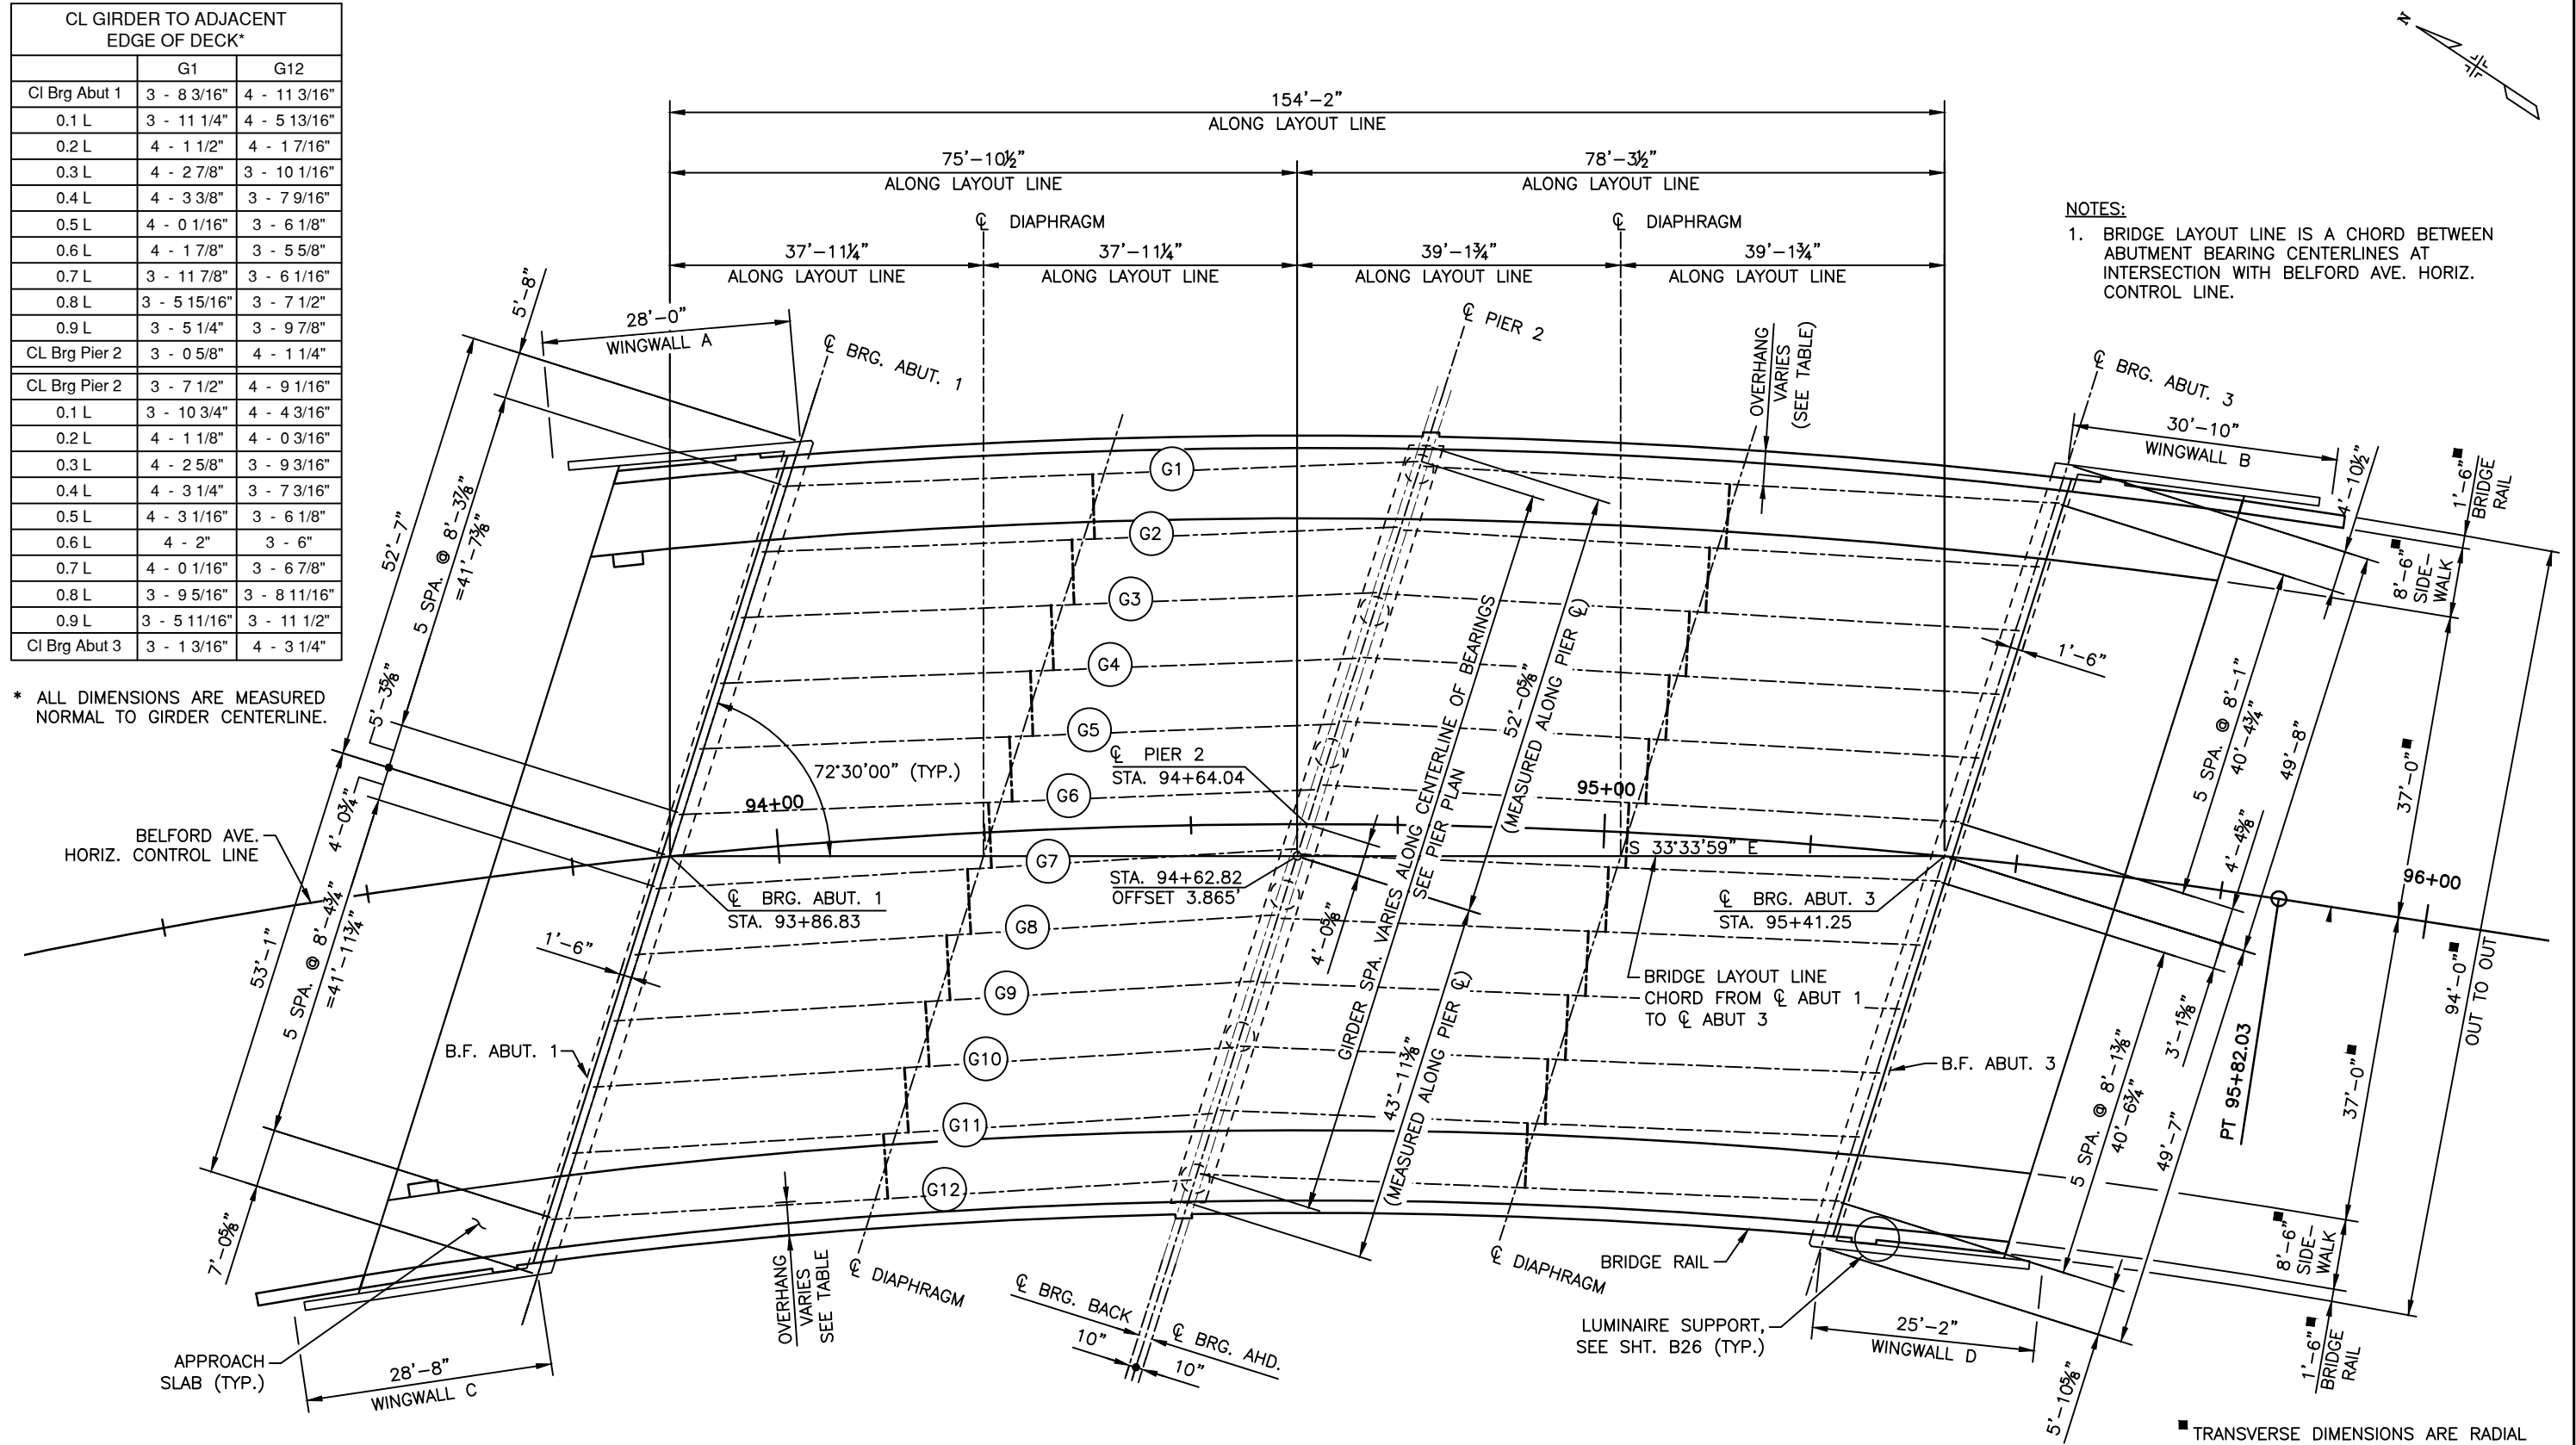 CL GIRDER TO ADJACENT
EDGE OF DECK*
G1 G12
Cl Brg Abut 1 3 - 8 3/16" 4 - 11 3/16"
0.1 L 3 - 11 1/4" 4 - 5 13/16"
0.2 L 4 - 1 1/2" 4 - 1 7/16"
0.3 L 4 - 2 7/8" 3 - 10 1/16"
0.4 L 4 - 3 3/8" 3 - 7 9/16"
0.5 L 4 - 0 1/16" 3 - 6 1/8"
0.6 L 4 - 1 7/8" 3 - 5 5/8"
0.7 L 3 - 11 7/8" 3 - 6 1/16"
0.8 L 3 - 5 15/16" 3 - 7 1/2"
0.9 L 3 - 5 1/4" 3 - 9 7/8"
CL Brg Pier 2 3 - 0 5/8" 4 - 1 1/4"
CL Brg Pier 2 3 - 7 1/2" 4 - 9 1/16"
0.1 L 3 - 10 3/4" 4 - 4 3/16"
0.2 L 4 - 1 1/8" 4 - 0 3/16"
0.3 L 4 - 2 5/8" 3 - 9 3/16"
0.4 L 4 - 3 1/4" 3 - 7 3/16"
0.5 L 4 - 3 1/16" 3 - 6 1/8"
0.6 L 4 - 2" 3 - 6"
0.7 L 4 - 0 1/16" 3 - 6 7/8"
0.8 L 3 - 9 5/16" 3 - 8 11/16"
0.9 L 3 - 5 11/16" 3 - 11 1/2"
Cl Brg Abut 3 3 - 1 3/16" 4 - 3 1/4"
* ALL DIMENSIONS ARE MEASURED
NORMAL TO GIRDER CENTERLINE.
N
154'-2"
ALONG LAYOUT LINE
75'-10½"
ALONG LAYOUT LINE
78'-3½"
ALONG LAYOUT LINE
℄ DIAPHRAGM
℄ DIAPHRAGM
37'-11¼"
ALONG LAYOUT LINE
37'-11¼"
ALONG LAYOUT LINE
39'-1¾"
ALONG LAYOUT LINE
39'-1¾"
ALONG LAYOUT LINE
NOTES:
1. BRIDGE LAYOUT LINE IS A CHORD BETWEEN
ABUTMENT BEARING CENTERLINES AT
INTERSECTION WITH BELFORD AVE. HORIZ.
CONTROL LINE.
5'-8"
28'-0"
WINGWALL A
℄ BRG. ABUT. 1
℄ PIER 2
OVERHANG
VARIES
(SEE TABLE)
℄ BRG. ABUT. 3
30'-10"
WINGWALL B
4'-10½"
1'-6"■
BRIDGE
RAIL
8'-6"■
SIDE-
WALK
52'-7"
5 SPA. @ 8'-3⅞"
=41'-7⅜"
5'-3⅝"
G1
G2
G3
G4
G5
G6
G7
G8
G9
G10
G11
G12
72°30'00" (TYP.)
℄ PIER 2
STA. 94+64.04
94+00
95+00
96+00
GIRDER SPA. VARIES ALONG CENTERLINE OF BEARINGS
SEE PIER PLAN
52'-0⅝"
(MEASURED ALONG PIER ℄)
1'-6"
5 SPA. @ 8'-1"
40'-4¾"
49'-8"
37'-0"■
4'-4⅝"
BELFORD AVE.
HORIZ. CONTROL LINE
4'-0¾"
53'-1"
5 SPA. @ 8'-4¾"
=41'-11¾"
1'-6"
℄ BRG. ABUT. 1
STA. 93+86.83
STA. 94+62.82
OFFSET 3.865'
4'-0⅝"
S 33°33'59" E
℄ BRG. ABUT. 3
STA. 95+41.25
BRIDGE LAYOUT LINE
CHORD FROM ℄ ABUT 1
TO ℄ ABUT 3
43'-11⅜"
(MEASURED ALONG PIER ℄)
B.F. ABUT. 1
B.F. ABUT. 3
3'-1⅝"
5 SPA. @ 8'-1⅜"
40'-6¾"
49'-7"
PT 95+82.03
94'-0"■
OUT TO OUT
37'-0"■
8'-6"■
SIDE-
WALK
1'-6"■
BRIDGE
RAIL
7'-0⅝"
OVERHANG
VARIES
SEE TABLE
℄ DIAPHRAGM
℄ BRG. BACK
℄ BRG. AHD.
10"
10"
℄ DIAPHRAGM
BRIDGE RAIL
LUMINAIRE SUPPORT,
SEE SHT. B26 (TYP.)
25'-2"
WINGWALL D
5'-10⅝"
APPROACH
SLAB (TYP.)
28'-8"
WINGWALL C
■ TRANSVERSE DIMENSIONS ARE RADIAL